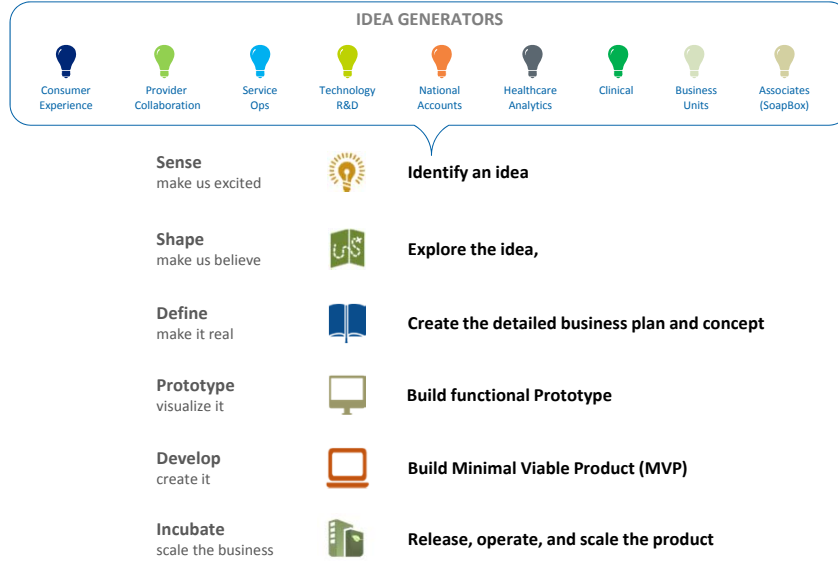 IDEA GENERATORS
Consumer
Experience
Provider
Collaboration
Service
Ops
Technology
R&D
National
Accounts
Healthcare
Analytics
Clinical
Business
Units
Associates
(SoapBox)
Sense
make us excited
Identify an idea
Shape
make us believe
Explore the idea,
Define
make it real
Create the detailed business plan and concept
Prototype
visualize it
Build functional Prototype
Develop
create it
Build Minimal Viable Product (MVP)
Incubate
scale the business
Release, operate, and scale the product